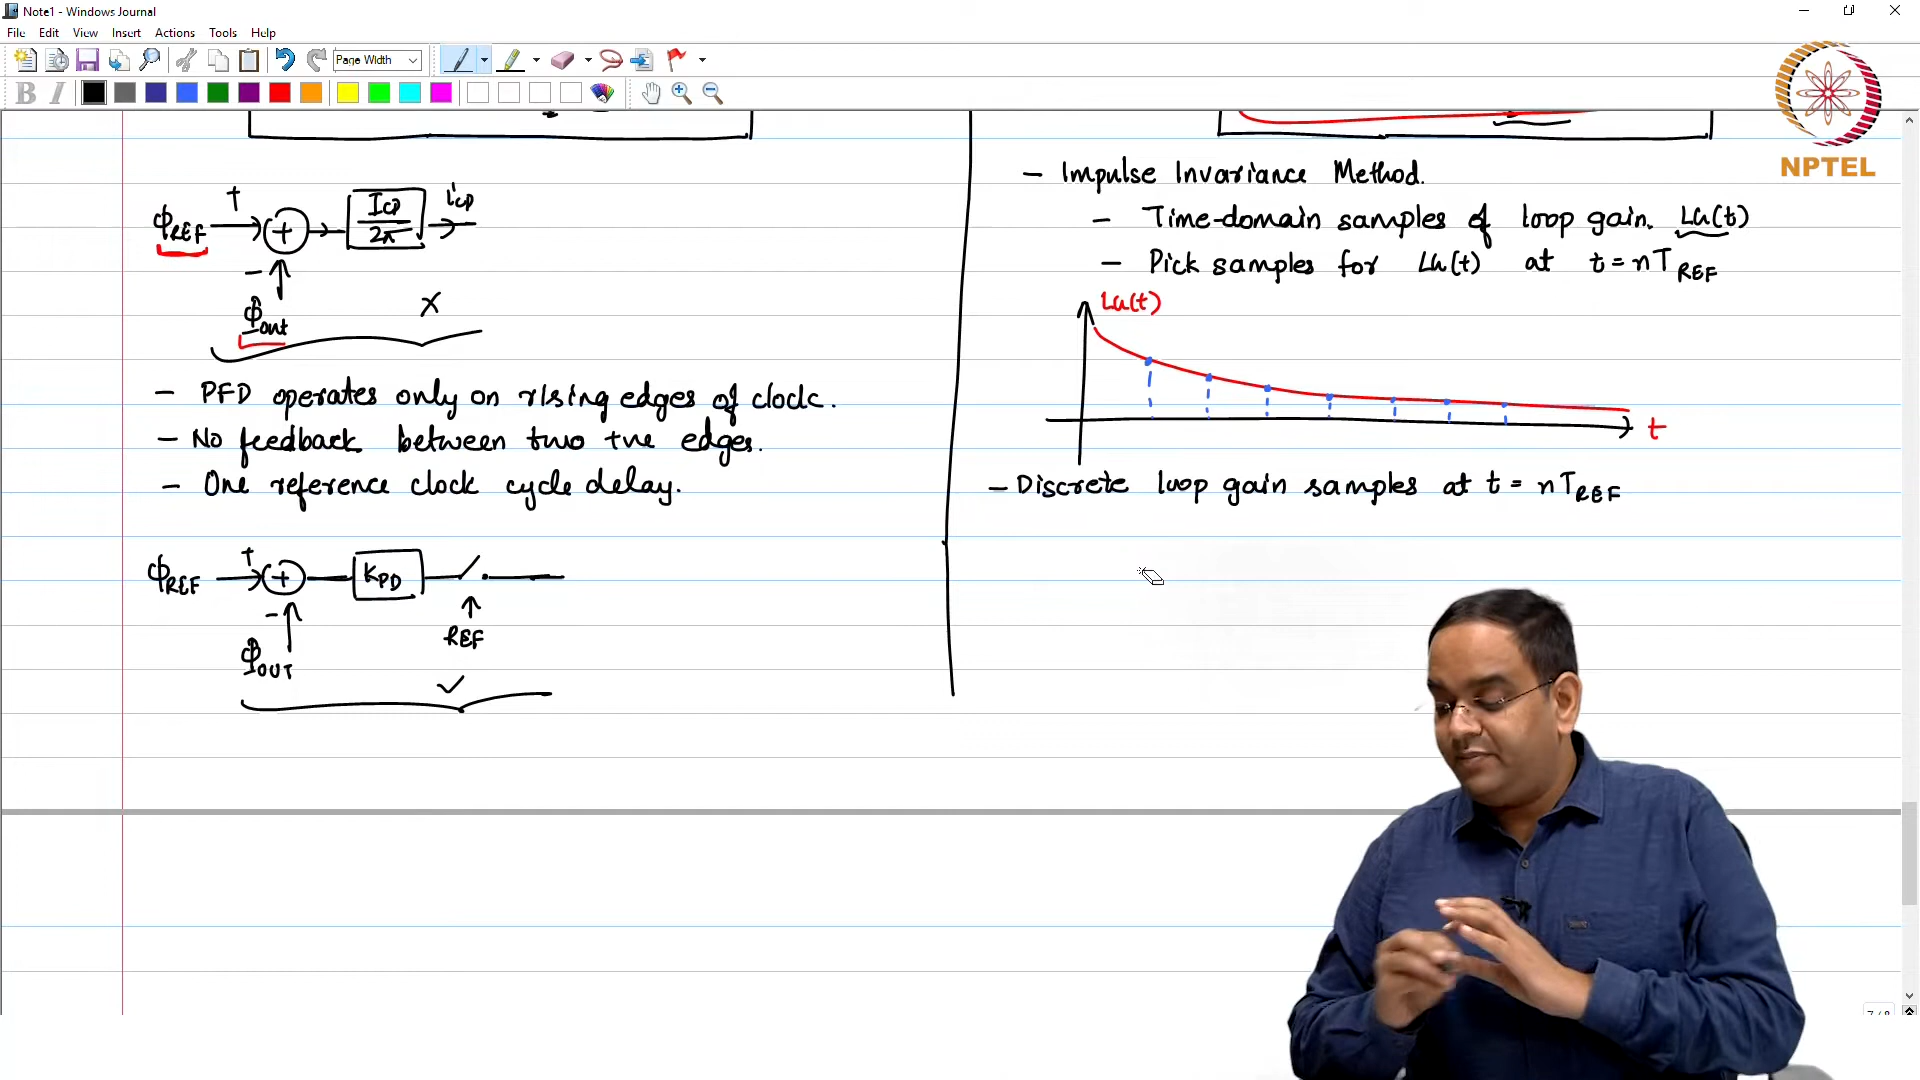 Note1 - Windows Journal
File Edit View Insert Actions Tools Help
Page Width
B I
NPTEL
ϕREF + - ϕout
ICP
2π
iCP
X
- PFD operates only on rising edges of clock.
- No feedback between two +ve edges.
- One reference clock cycle delay.
ϕREF + - KPD
ϕOUT
REF
✓
- Impulse Invariance Method.
- Time-domain samples of loop gain. LG(t)
- Pick samples for LG(t) at t = nTREF
LG(t)
t
- Discrete loop gain samples at t = nTREF